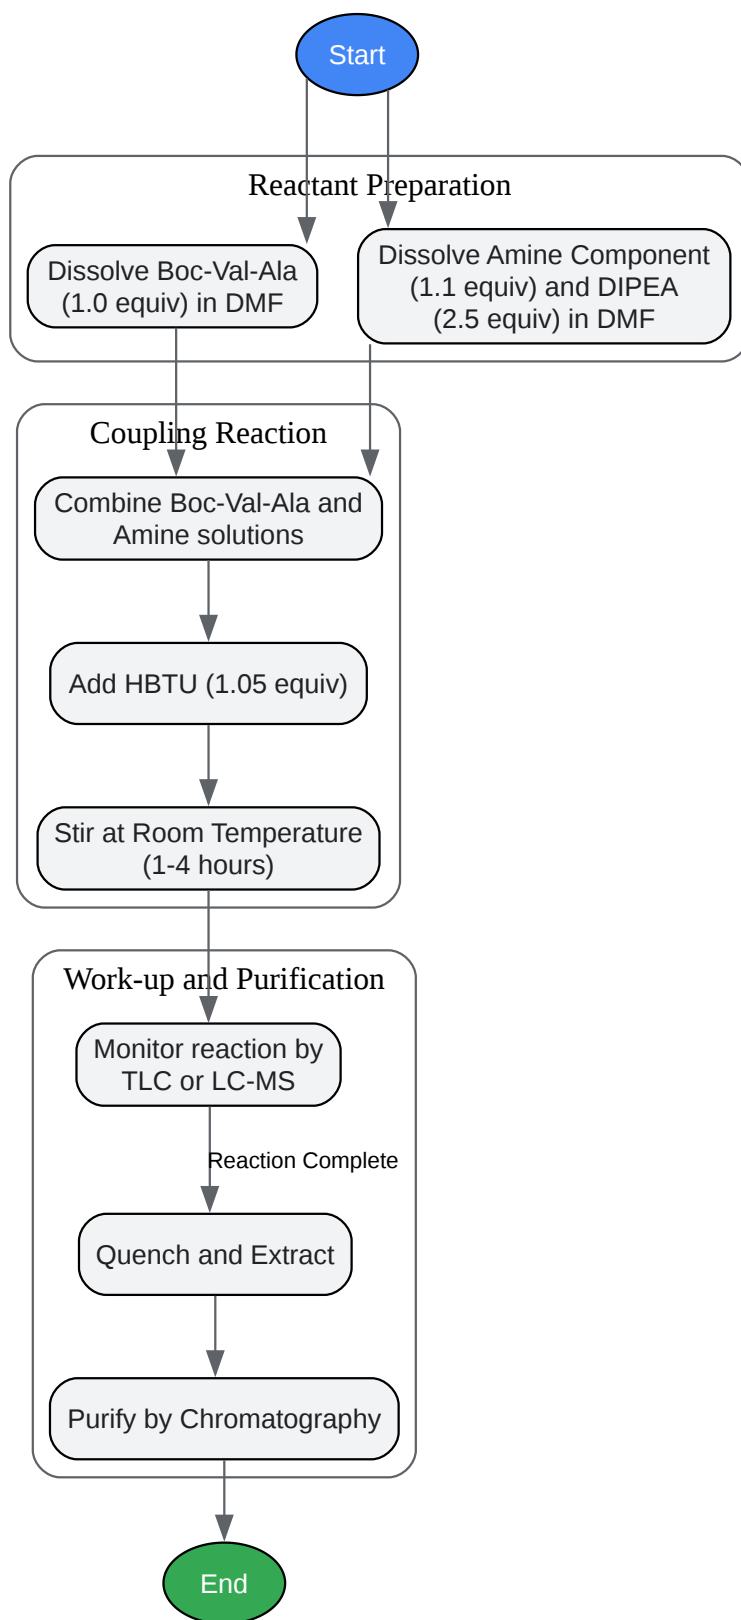 Start
Reactant Preparation
Dissolve Boc-Val-Ala
(1.0 equiv) in DMF
Dissolve Amine Component
(1.1 equiv) and DIPEA
(2.5 equiv) in DMF
Coupling Reaction
Combine Boc-Val-Ala and
Amine solutions
Add HBTU (1.05 equiv)
Stir at Room Temperature
(1-4 hours)
Work-up and Purification
Monitor reaction by
TLC or LC-MS
Reaction Complete
Quench and Extract
Purify by Chromatography
End